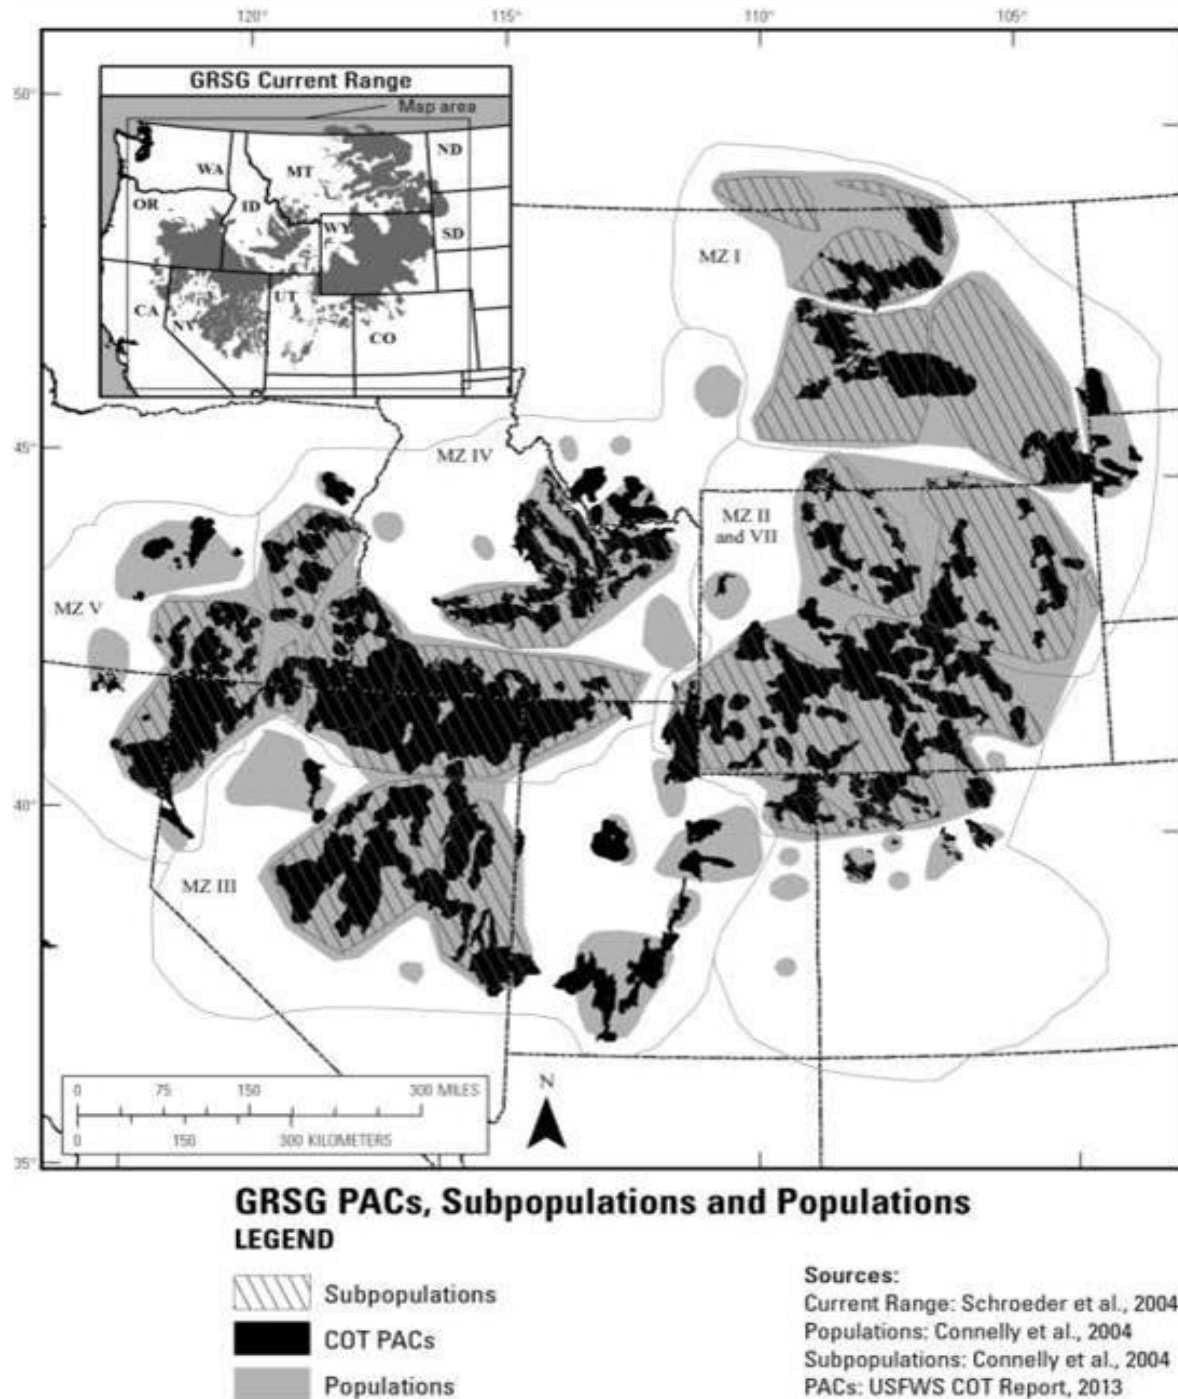 120° 115° 110° 105°
50°
GRSG Current Range
Map area
WA
MT
ND
OR
ID
WY
SD
CA
NV
UT
CO
MZ I
45°
MZ IV
MZ II
and VII
MZ V
40°
MZ III
0 75 150 300 MILES
0 150 300 KILOMETERS
N
35°
GRSG PACs, Subpopulations and Populations
LEGEND
Subpopulations
COT PACs
Populations
Sources:
Current Range: Schroeder et al., 2004
Populations: Connelly et al., 2004
Subpopulations: Connelly et al., 2004
PACs: USFWS COT Report, 2013